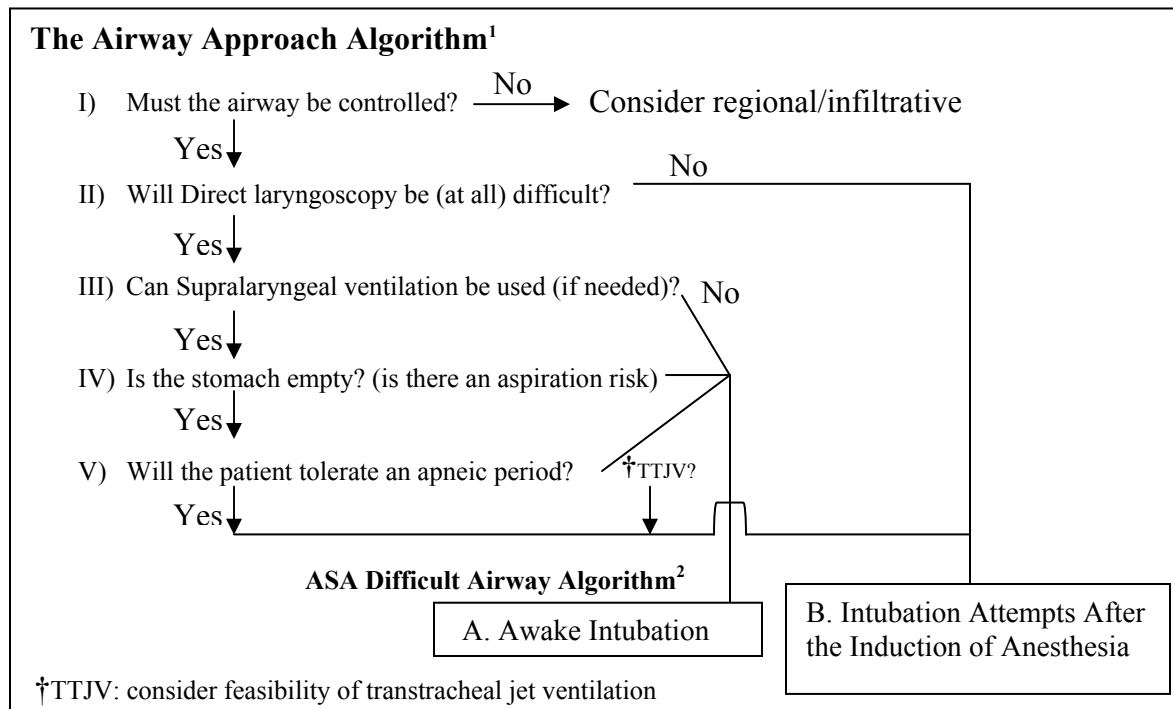 The Airway Approach Algorithm¹
No
I) Must the airway be controlled?
Consider regional/infiltrative
Yes
No
II) Will Direct laryngoscopy be (at all) difficult?
Yes
III) Can Supralaryngeal ventilation be used (if needed)?
No
Yes
IV) Is the stomach empty? (is there an aspiration risk)
Yes
V) Will the patient tolerate an apneic period?
†TTJV?
Yes
ASA Difficult Airway Algorithm²
A. Awake Intubation
B. Intubation Attempts After
the Induction of Anesthesia
†TTJV: consider feasibility of transtracheal jet ventilation